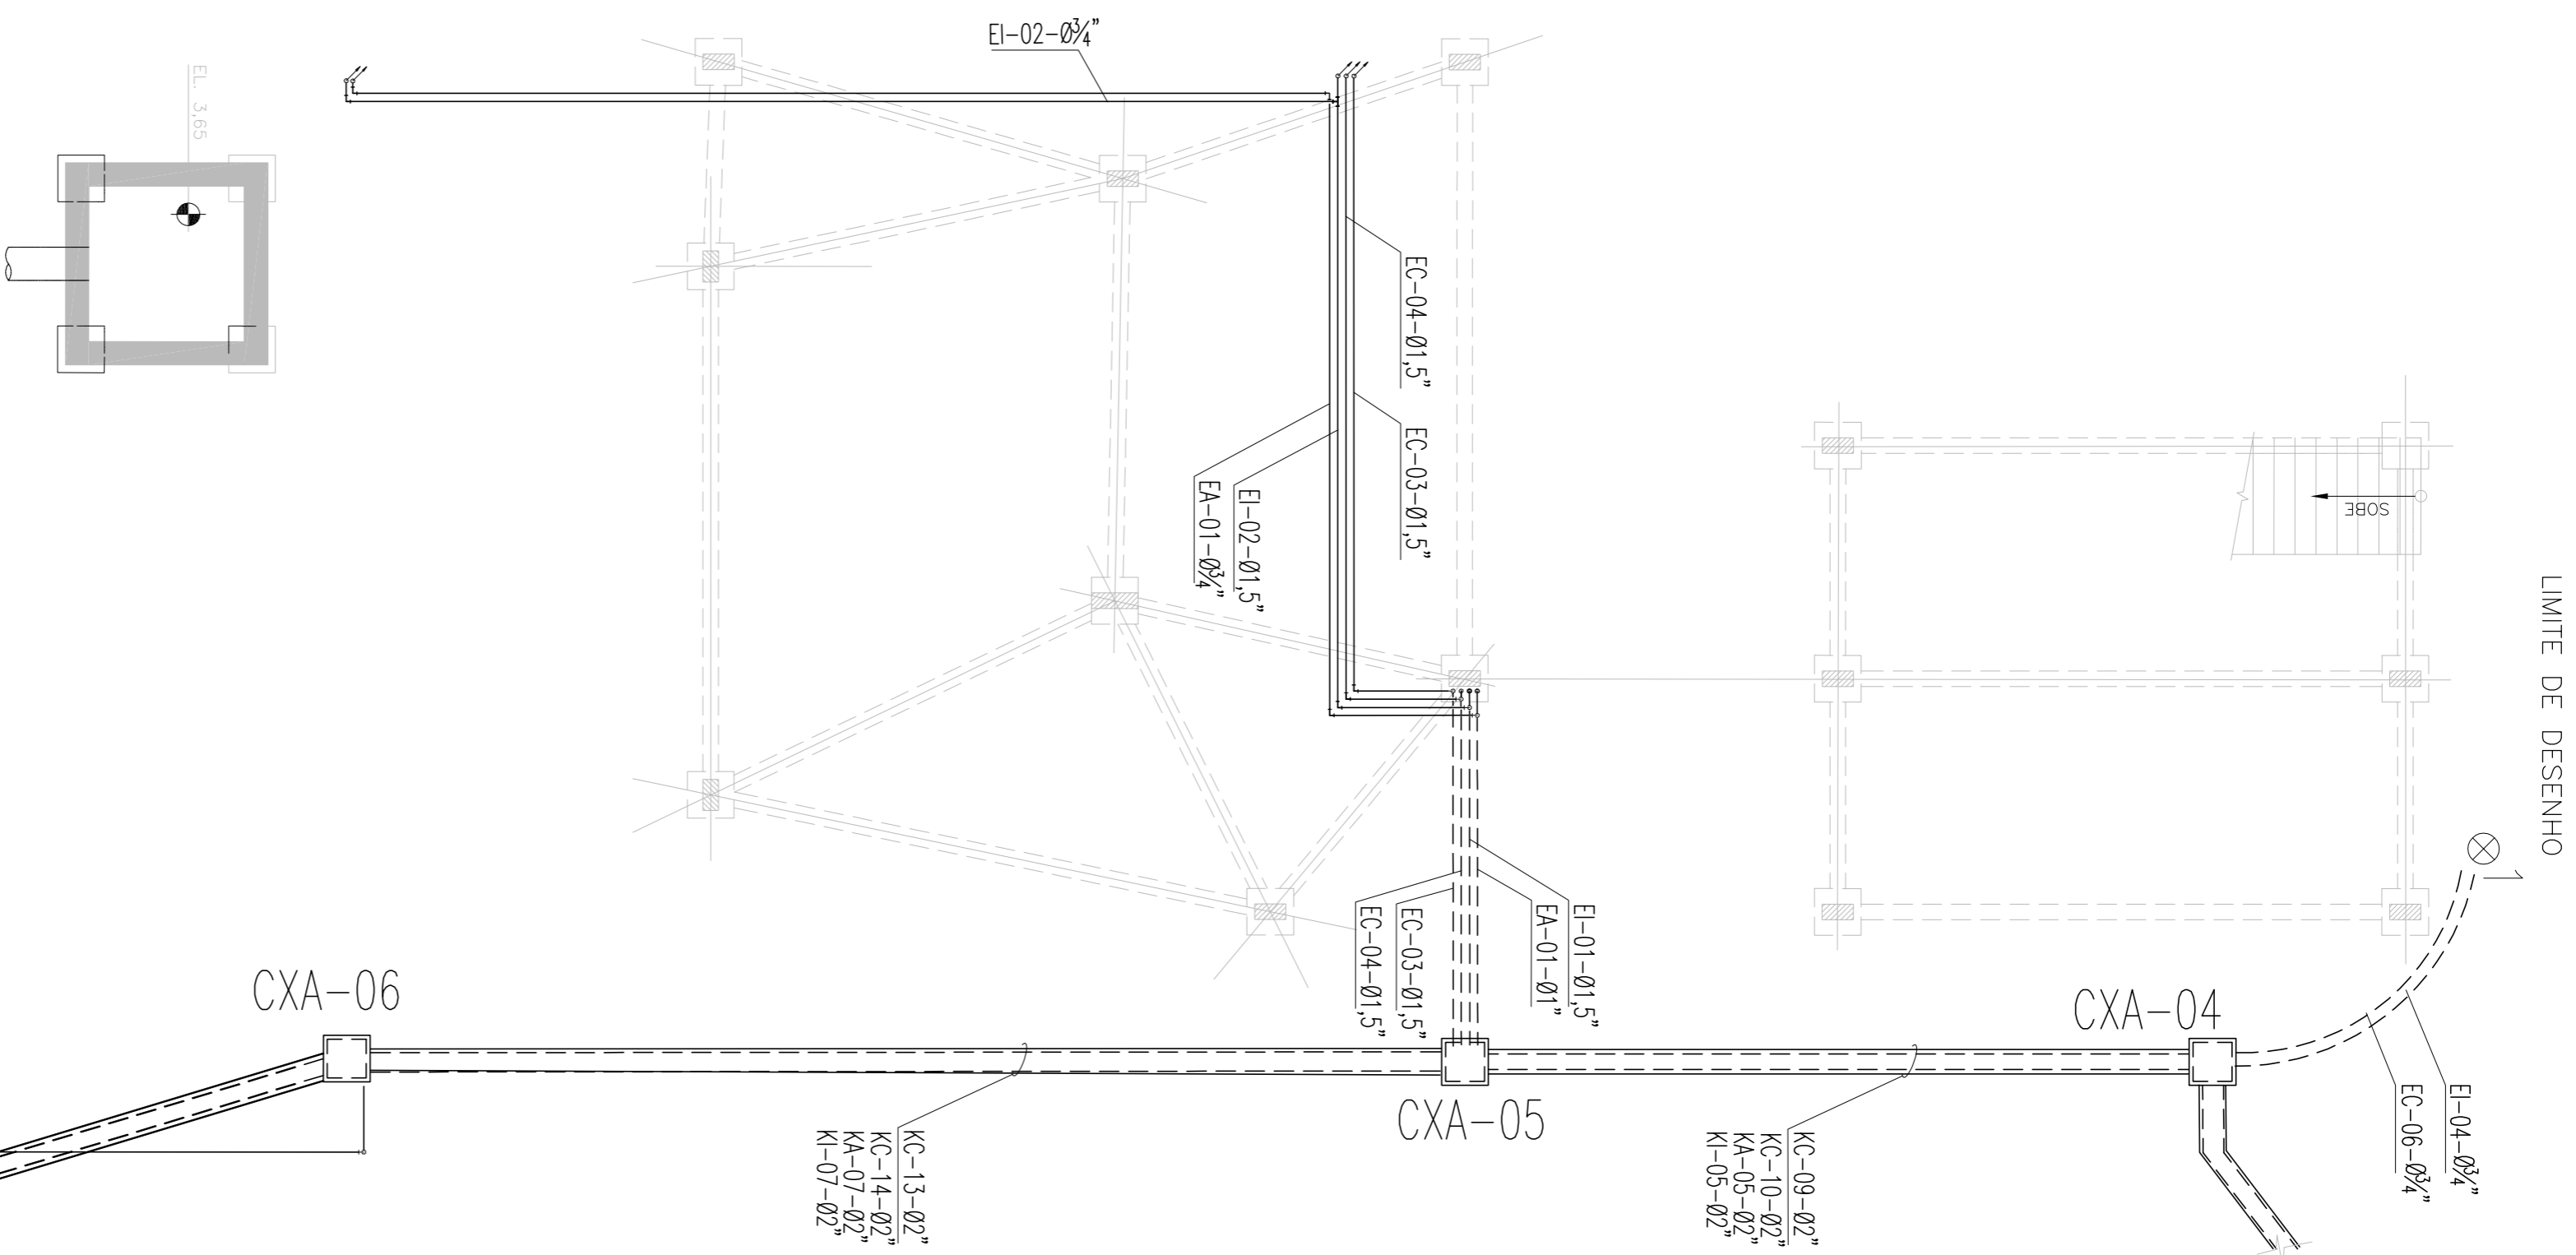 EI-02-Ø¾"
EL. 3,65
EC-04-Ø1,5"
EC-03-Ø1,5"
EI-02-Ø1,5"
EA-01-Ø¾"
SOBE
LIMITE DE DESENHO
1
EI-01-Ø1,5"
EA-01-Ø1"
EC-03-Ø1,5"
EC-04-Ø1,5"
CXA-06
CXA-05
CXA-04
EI-04-Ø¾"
EC-06-Ø¾"
KC-13-Ø2"
KC-14-Ø2"
KA-07-Ø2"
KI-07-Ø2"
KC-09-Ø2"
KC-10-Ø2"
KA-05-Ø2"
KI-05-Ø2"